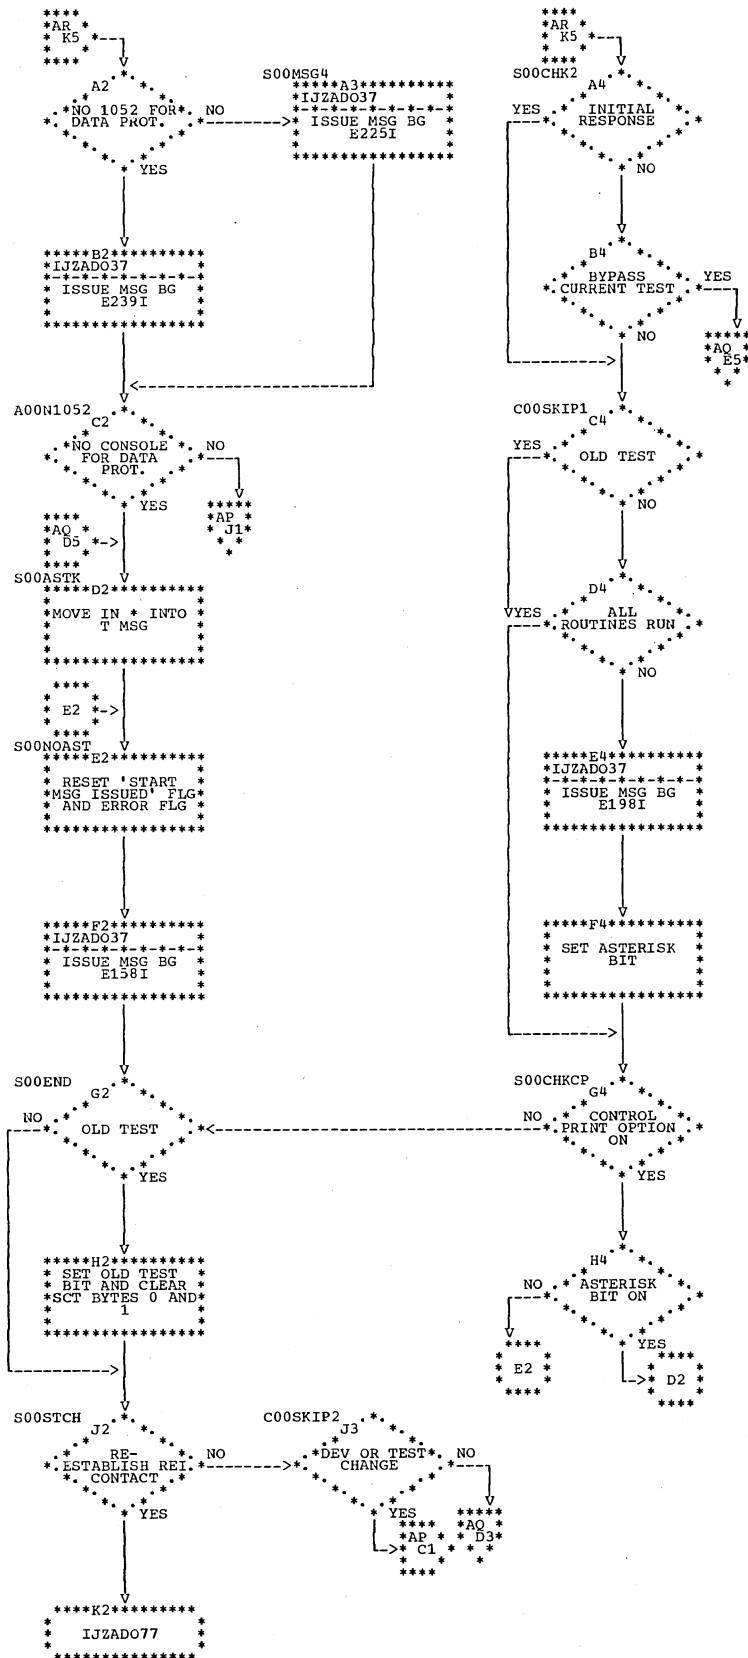 AR
K5
A2
NO 1052 FOR
DATA PROT.
NO
YES
S00MSG4
A3
IJZADO37
ISSUE MSG BG
E225I
B2
IJZADO37
ISSUE MSG BG
E239I
A00N1052
C2
NO CONSOLE
FOR DATA
PROT.
NO
YES
AP
J1
AQ
D5
S00ASTK
D2
MOVE IN * INTO
T MSG
E2
S00NOAST
E2
RESET 'START
MSG ISSUED' FLG
AND ERROR FLG
F2
IJZADO37
ISSUE MSG BG
E158I
S00END
G2
NO
OLD TEST
YES
H2
SET OLD TEST
BIT AND CLEAR
SCT BYTES 0 AND
1
S00STCH
J2
RE-
ESTABLISH REI
CONTACT
NO
YES
C00SKIP2
J3
DEV OR TEST
CHANGE
NO
YES
AP
C1
AQ
D3
K2
IJZADO77
AR
K5
S00CHK2
A4
YES
INITIAL
RESPONSE
NO
B4
BYPASS
CURRENT TEST
YES
NO
AQ
E5
C00SKIP1
C4
YES
OLD TEST
NO
D4
YES
ALL
ROUTINES RUN
NO
E4
IJZADO37
ISSUE MSG BG
E198I
F4
SET ASTERISK
BIT
S00CHKCP
G4
NO
CONTROL
PRINT OPTION
ON
YES
H4
NO
ASTERISK
BIT ON
YES
E2
D2